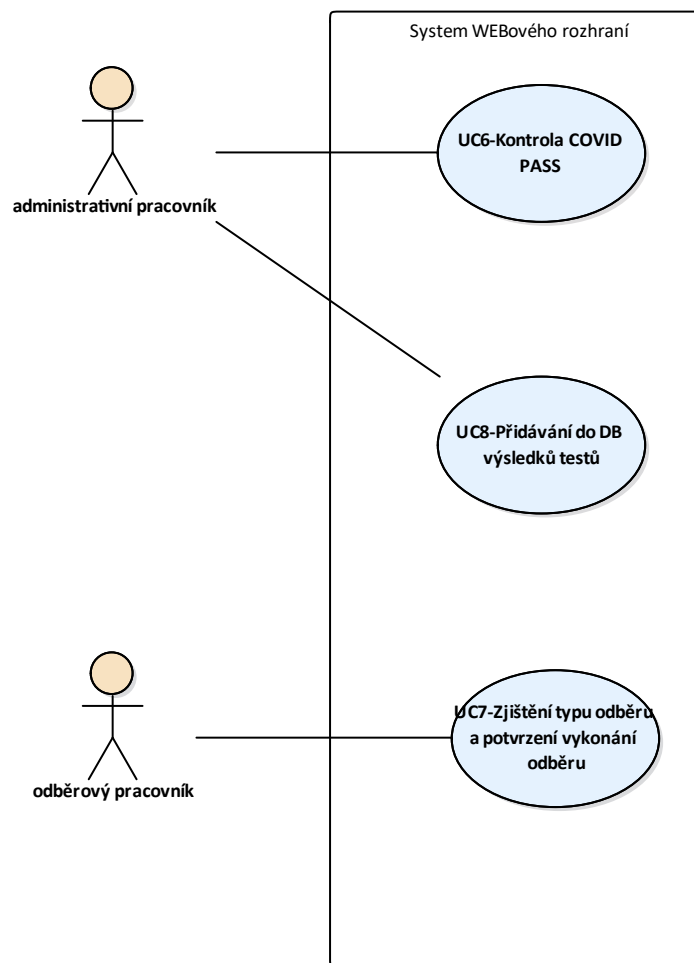 System WEBového rozhraní
UC6-Kontrola COVID
PASS
administrativní pracovník
UC8-Přidávání do DB
výsledků testů
UC7-Zjištění typu odběru
a potvrzení vykonání
odběru
odběrový pracovník